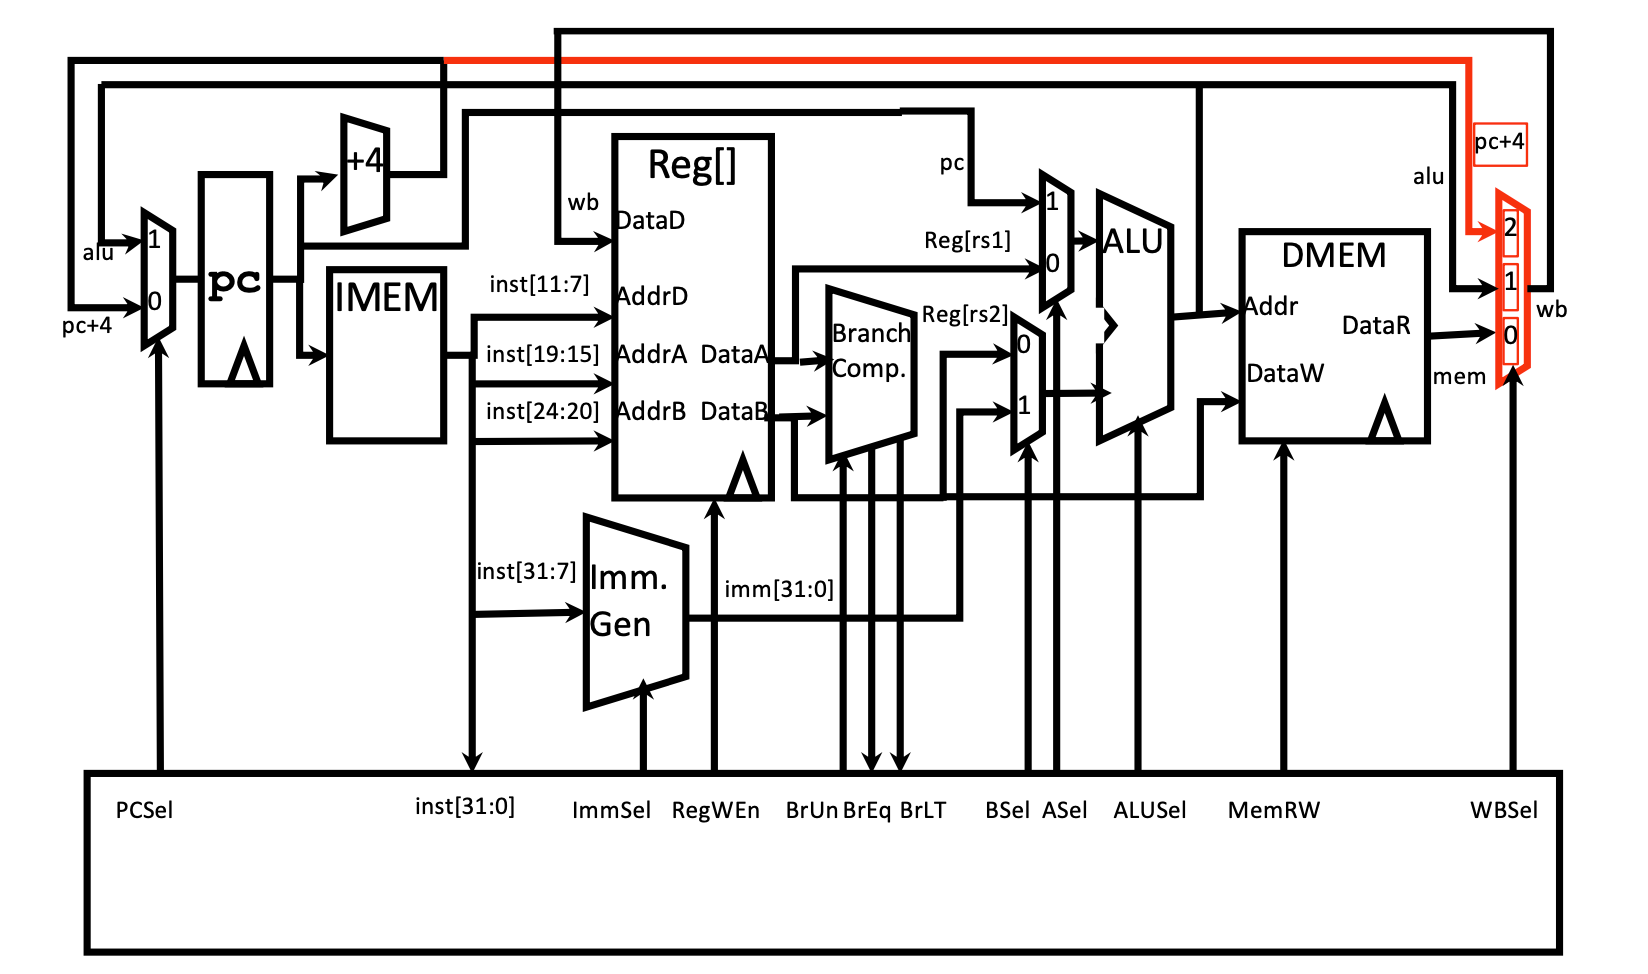 pc+4
+4
Reg[]
pc
alu
wb
DataD
Reg[rs1]
1
0
ALU
2
alu
1
0
pc+4
pc
IMEM
inst[11:7]
AddrD
DMEM
Addr
DataR
1
0
wb
mem
inst[19:15]
AddrA DataA
Branch
Comp.
Reg[rs2]
0
1
DataW
inst[24:20]
AddrB DataB
inst[31:7]
Imm.
Gen
imm[31:0]
PCSel
inst[31:0]
ImmSel
RegWEn
BrUn
BrEq
BrLT
BSel
ASel
ALUSel
MemRW
WBSel